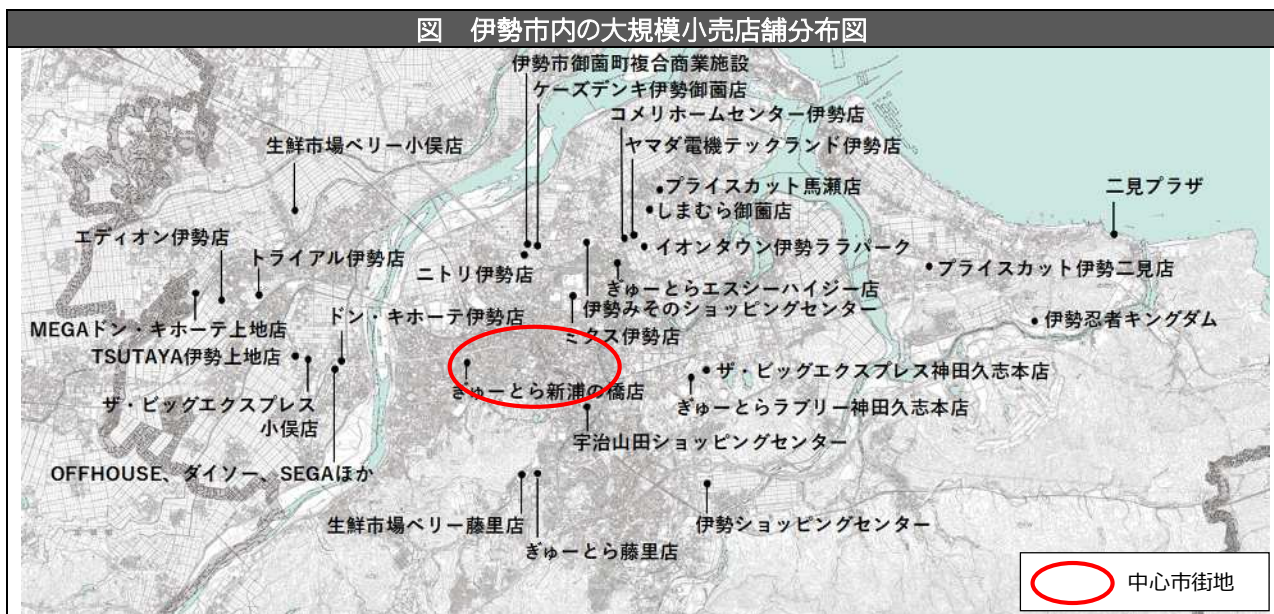 図 伊勢市内の大規模小売店舗分布図
伊勢市御薗町複合商業施設
ケーズデンキ伊勢御薗店
コメリホームセンター伊勢店
ヤマダ電機テックランド伊勢店
生鮮市場ベリー小俣店
プライスカット馬瀬店
二見プラザ
しまむら御薗店
エディオン伊勢店
トライアル伊勢店
イオンタウン伊勢ララパーク
ニトリ伊勢店
プライスカット伊勢二見店
ぎゅーとらエスシーハイジー店
伊勢みそのショッピングセンター
MEGAドン・キホーテ上地店
ドン・キホーテ伊勢店
伊勢忍者キングダム
ミタス伊勢店
TSUTAYA伊勢上地店
ザ・ビッグエクスプレス神田久志本店
ぎゅーとら新浦の橋店
ザ・ビッグエクスプレス
小俣店
ぎゅーとらラブリー神田久志本店
宇治山田ショッピングセンター
OFFHOUSE、ダイソー、SEGAほか
生鮮市場ベリー藤里店
伊勢ショッピングセンター
ぎゅーとら藤里店
中心市街地